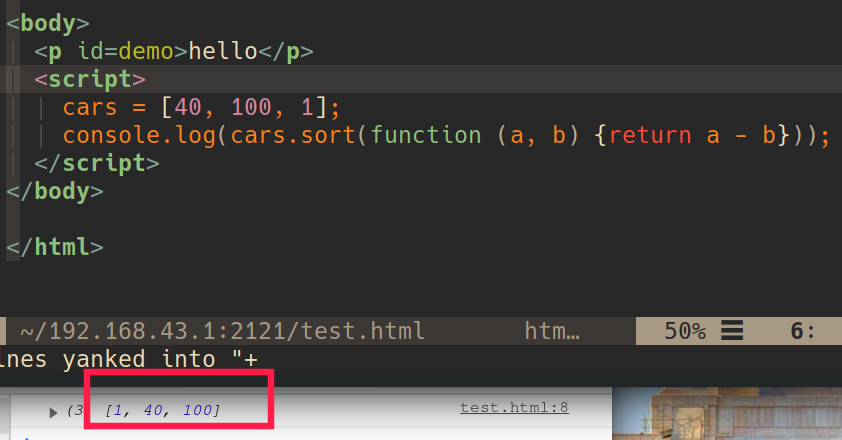 <body>
<p id=demo>hello</p>
<script>
cars = [40, 100, 1];
console.log(cars.sort(function (a, b) {return a - b}));
</script>
</body>
</html>
~/192.168.43.1:2121/test.html htm… 50% ☰ 6:
ines yanked into "+
▶ (3) [1, 40, 100] test.html:8